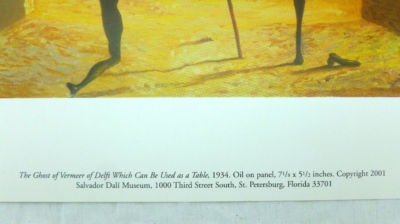 The Ghost of Vermeer of Delft Which Can Be Used as a Table, 1934. Oil on panel, 7⅛ x 5½ inches. Copyright 2001
Salvador Dalí Museum, 1000 Third Street South, St. Petersburg, Florida 33701